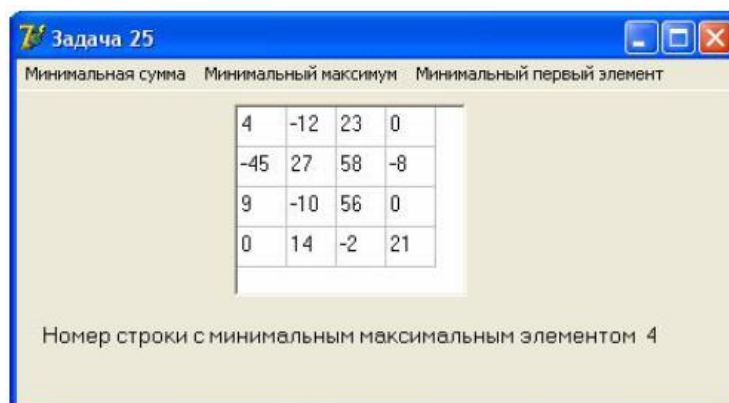 Задача 25
Минимальная сумма Минимальный максимум Минимальный первый элемент
4 -12 23 0
-45 27 58 -8
9 -10 56 0
0 14 -2 21
Номер строки с минимальным максимальным элементом 4